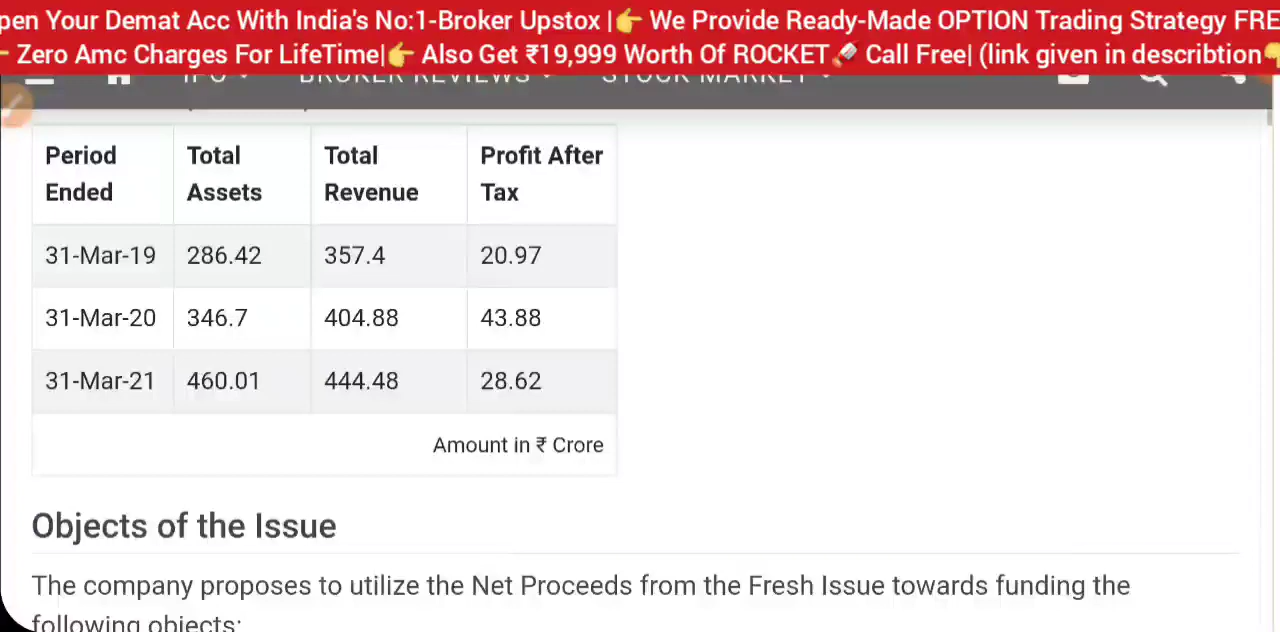 pen Your Demat Acc With India's No:1-Broker Upstox |👉 We Provide Ready-Made OPTION Trading Strategy FRE
Zero Amc Charges For LifeTime|👉 Also Get ₹19,999 Worth Of ROCKET🚀 Call Free| (link given in describtion👇
IPO BROKER REVIEWS STOCK MARKET
Period Ended Total Assets Total Revenue Profit After Tax
31-Mar-19 286.42 357.4 20.97
31-Mar-20 346.7 404.88 43.88
31-Mar-21 460.01 444.48 28.62
Amount in ₹ Crore
Objects of the Issue
The company proposes to utilize the Net Proceeds from the Fresh Issue towards funding the
following objects: